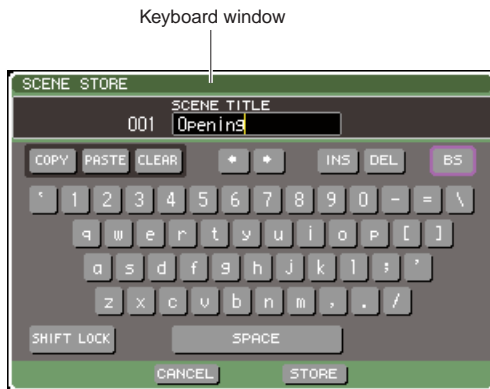 Keyboard window
SCENE STORE
SCENE TITLE
001 Opening
COPY PASTE CLEAR INS DEL BS
` 1 2 3 4 5 6 7 8 9 0 - = \
q w e r t y u i o p [ ]
a s d f g h j k l ; '
z x c v b n m , . /
SHIFT LOCK SPACE
CANCEL STORE